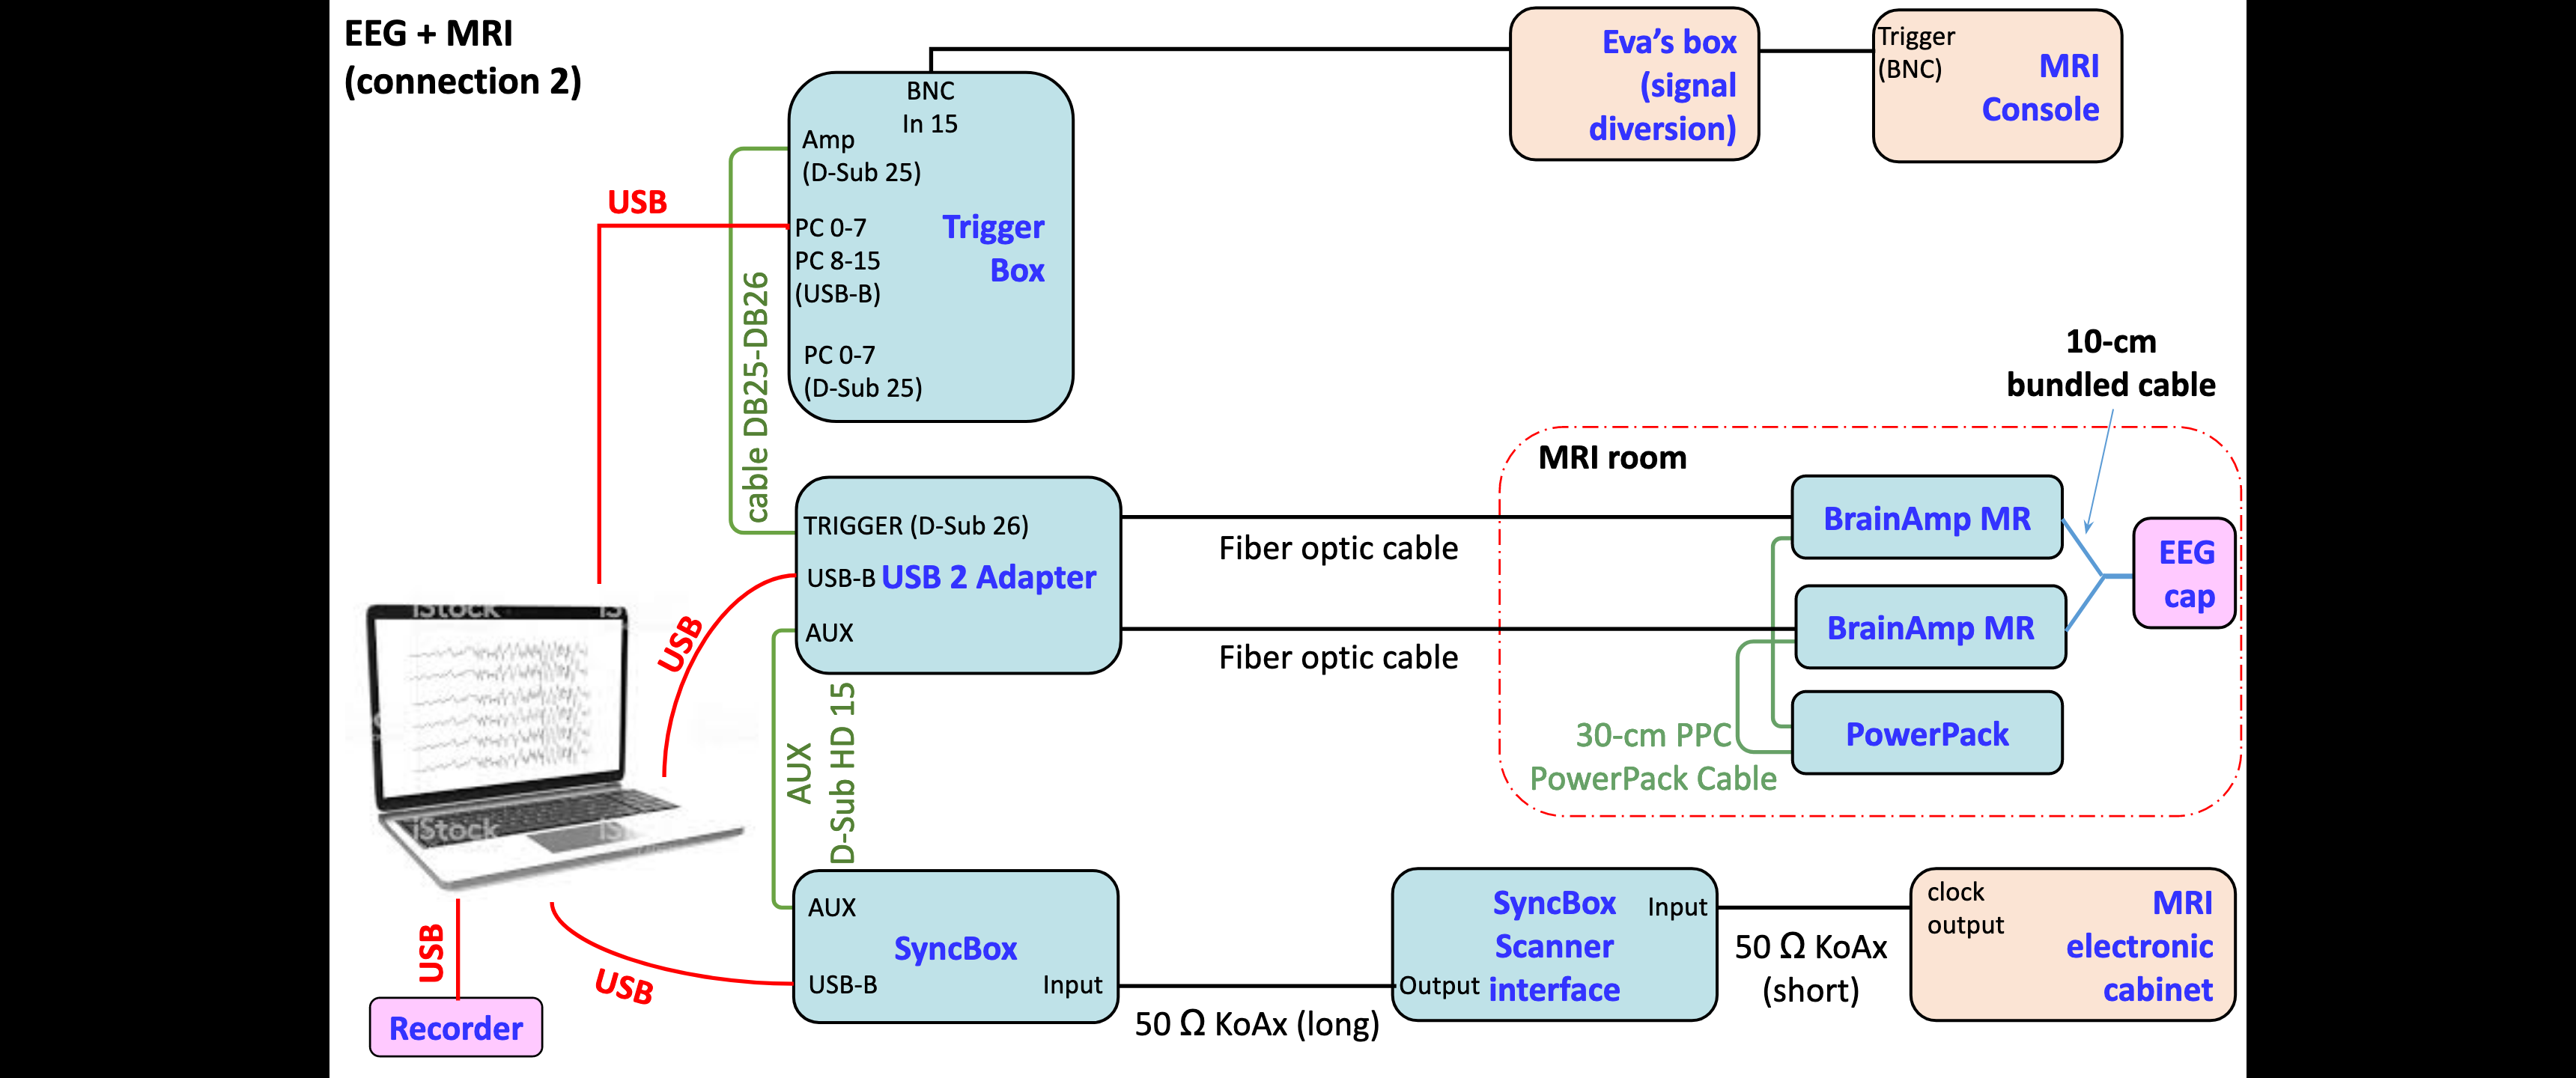 EEG + MRI
(connection 2)
BNC
In 15
Amp
(D-Sub 25)
PC 0-7
PC 8-15
(USB-B)
PC 0-7
(D-Sub 25)
Trigger
Box
Eva’s box
(signal
diversion)
Trigger
(BNC)
MRI
Console
USB
cable DB25-DB26
10-cm
bundled cable
MRI room
TRIGGER (D-Sub 26)
USB-B
USB 2 Adapter
AUX
Fiber optic cable
Fiber optic cable
BrainAmp MR
BrainAmp MR
PowerPack
EEG
cap
30-cm PPC
PowerPack Cable
USB
AUX
D-Sub HD 15
iStock
iStock
USB
Recorder
USB
AUX
SyncBox
USB-B
Input
50 Ω KoAx (long)
SyncBox
Scanner
interface
Input
Output
50 Ω KoAx
(short)
clock
output
MRI
electronic
cabinet